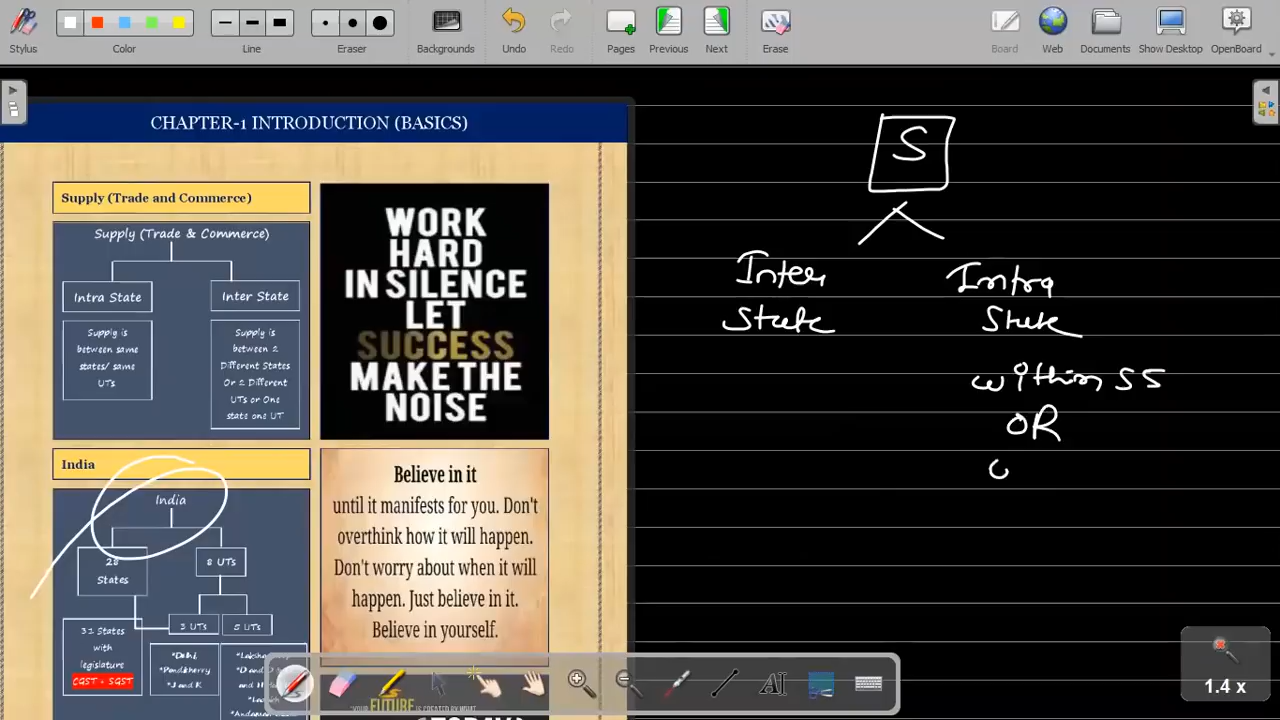 Stylus
Color
Line
Eraser
Backgrounds
Undo
Redo
Pages
Previous
Next
Erase
Board
Web
Documents
Show Desktop
OpenBoard
CHAPTER-1 INTRODUCTION (BASICS)
Supply (Trade and Commerce)
Supply (Trade & Commerce)
Intra State
Inter State
Supply is
between same
states/ same
UTs
Supply is
between 2
Different States
Or 2 Different
UTs or One
state one UT
WORK
HARD
IN SILENCE
LET
SUCCESS
MAKE THE
NOISE
India
India
28
States
8 UTs
3 UTs
5 UTs
31 States
with
legislature
CGST + SGST
*Delhi
*Pondicherry
*J and K
Believe in it
until it manifests for you. Don't
overthink how it will happen.
Don't worry about when it will
happen. Just believe in it.
Believe in yourself.
S
Inter
State
Intra
State
within SS
OR
1.4 x